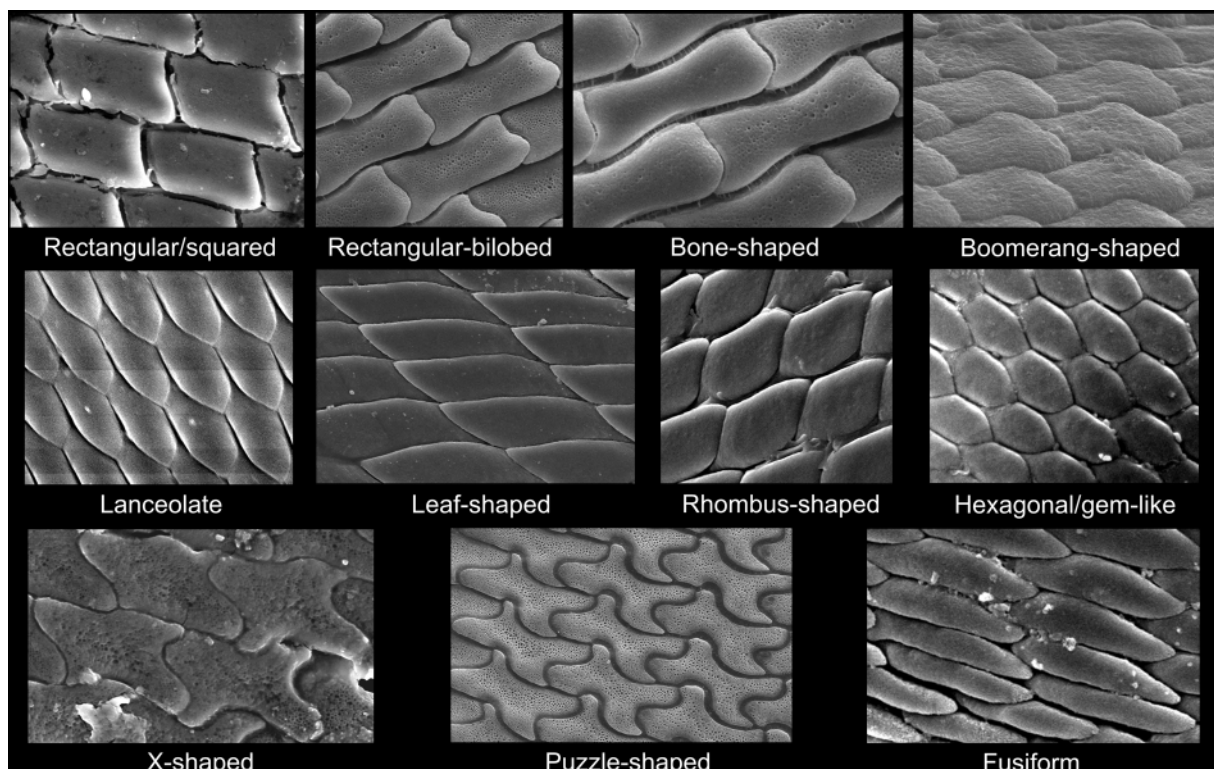 Rectangular/squared
Rectangular-bilobed
Bone-shaped
Boomerang-shaped
Lanceolate
Leaf-shaped
Rhombus-shaped
Hexagonal/gem-like
X-shaped
Puzzle-shaped
Fusiform